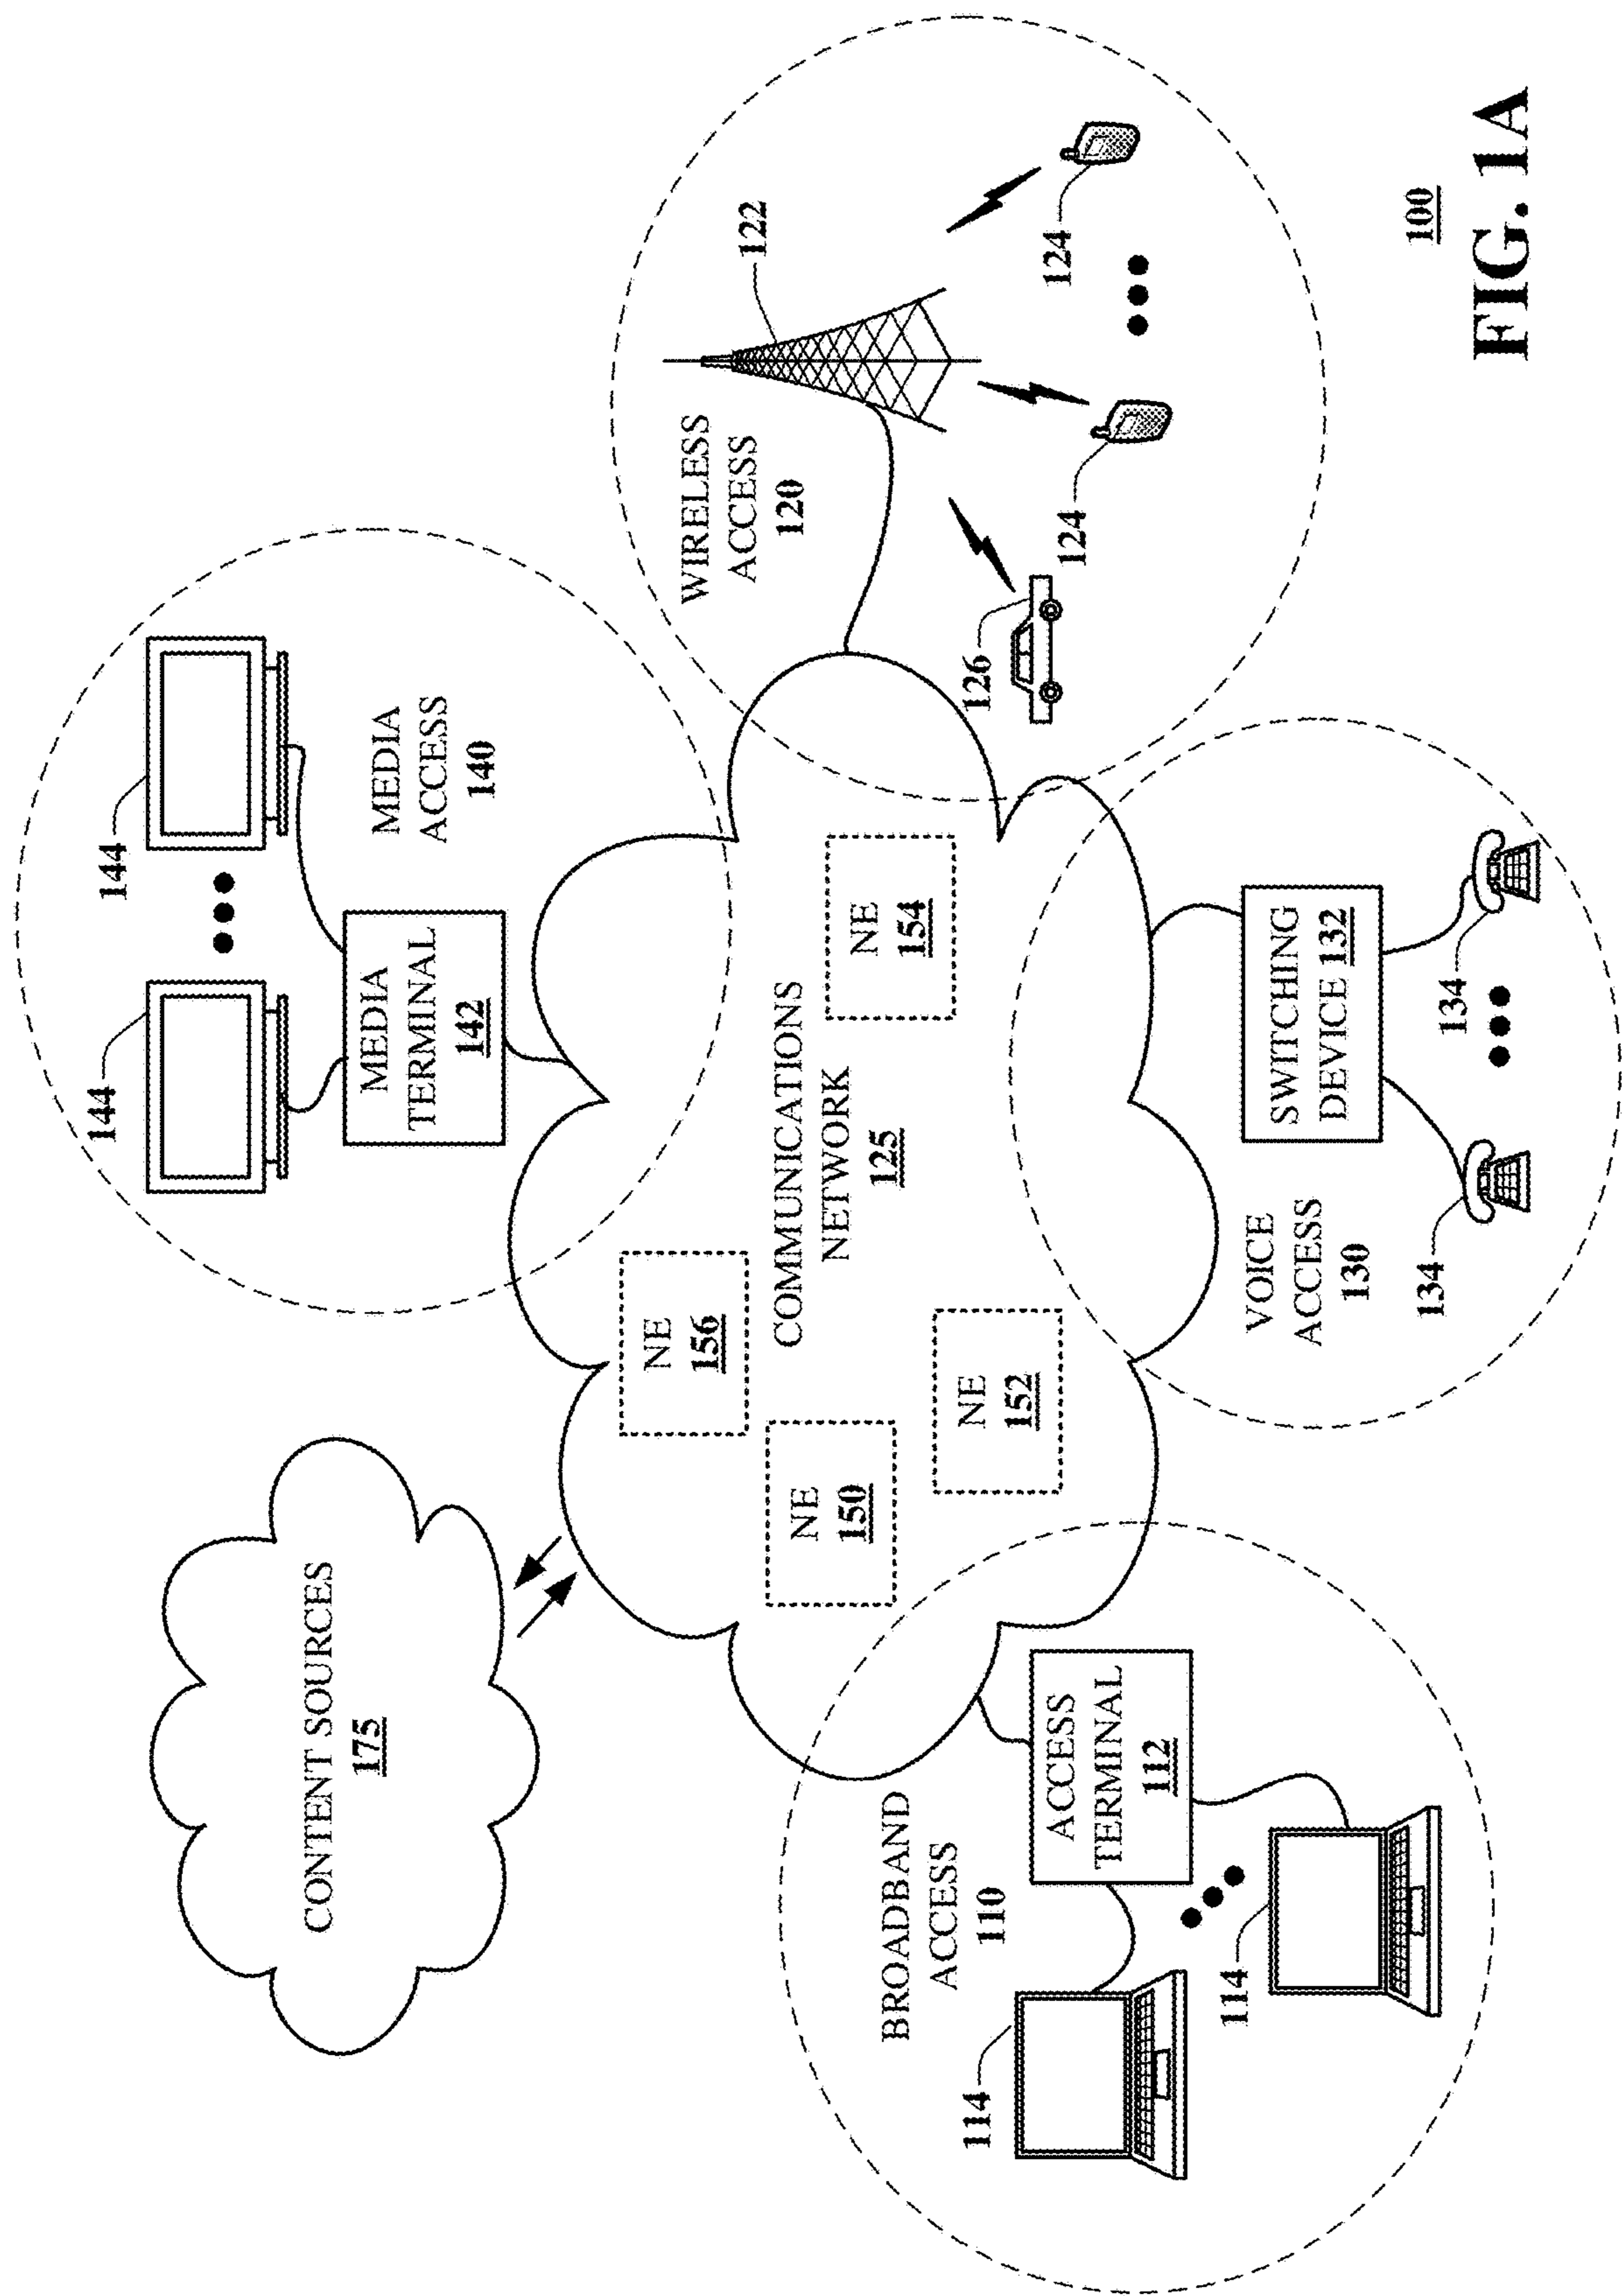 144
144
MEDIA
TERMINAL
142
MEDIA
ACCESS
140
CONTENT SOURCES
175
WIRELESS
ACCESS
120
122
124
124
126
NE
156
NE
150
NE
152
NE
154
COMMUNICATIONS
NETWORK
125
BROADBAND
ACCESS
110
ACCESS
TERMINAL
112
114
114
VOICE
ACCESS
130
SWITCHING
DEVICE 132
134
134
100
FIG. 1A